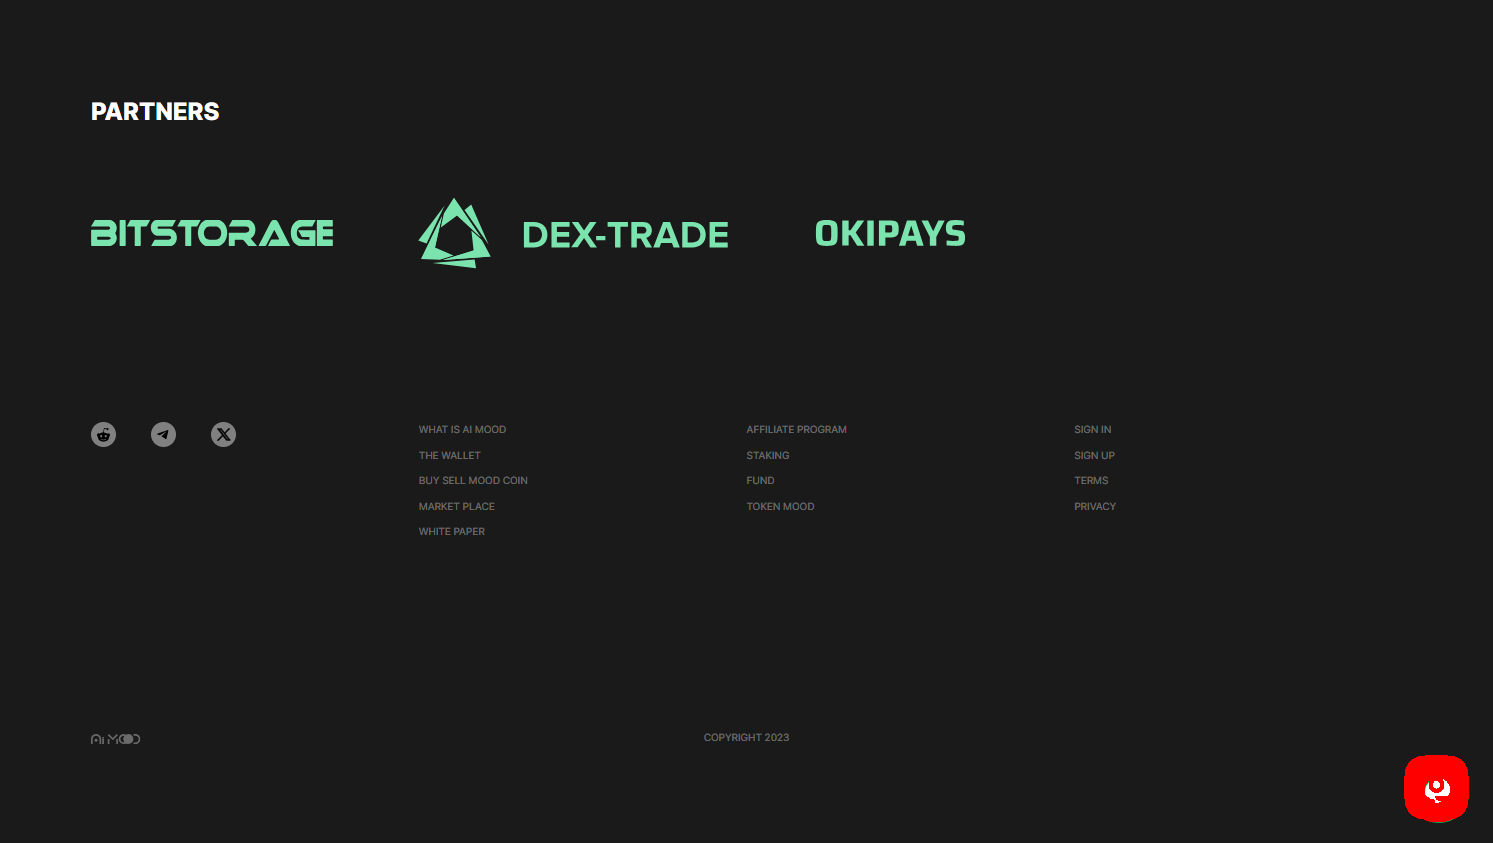 PARTNERS
BITSTORAGE
DEX-TRADE
OKIPAYS
WHAT IS AI MOOD
THE WALLET
BUY SELL MOOD COIN
MARKET PLACE
WHITE PAPER
AFFILIATE PROGRAM
STAKING
FUND
TOKEN MOOD
SIGN IN
SIGN UP
TERMS
PRIVACY
Ai MOOD
COPYRIGHT 2023